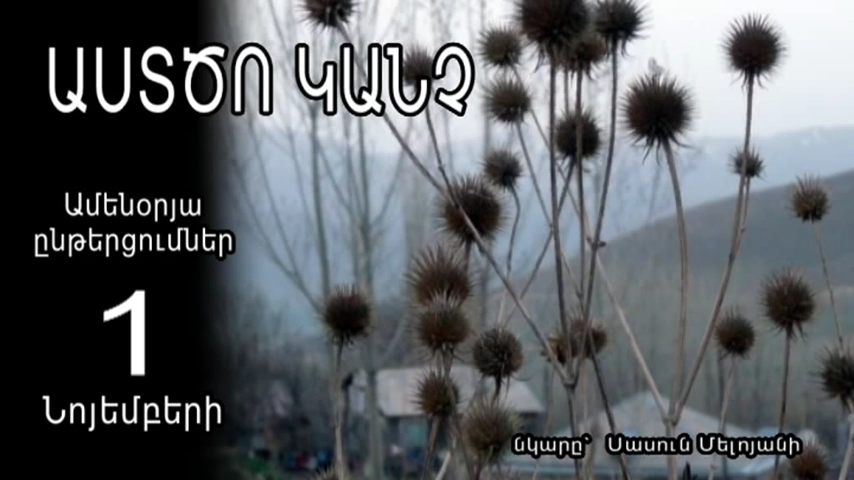 ԱՍՏԾՈ ԿԱՆՉ
Ամենօրյա
ընթերցումներ
1
Նոյեմբերի
նկարը՝ Սասուն Մելոյանի